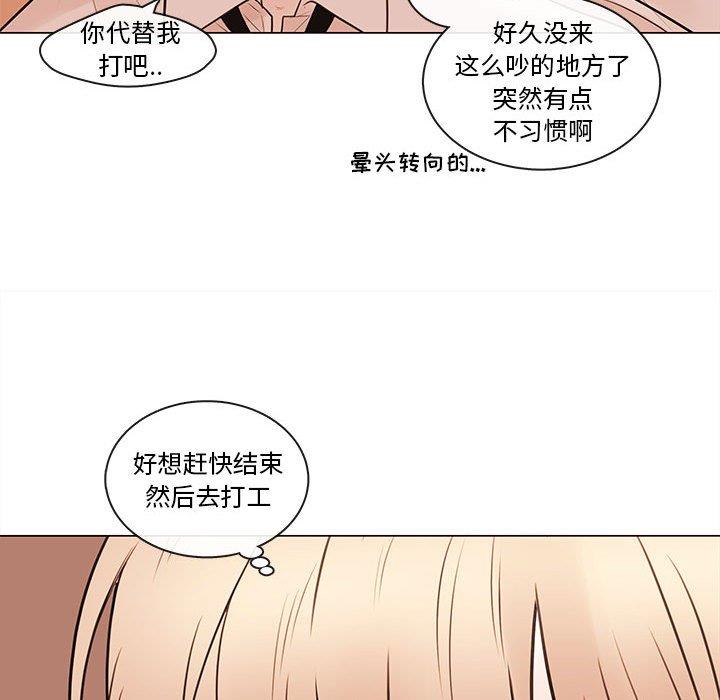 你代替我
打吧..
好久没来
这么吵的地方了
突然有点
不习惯啊
晕头转向的...
好想赶快结束
然后去打工